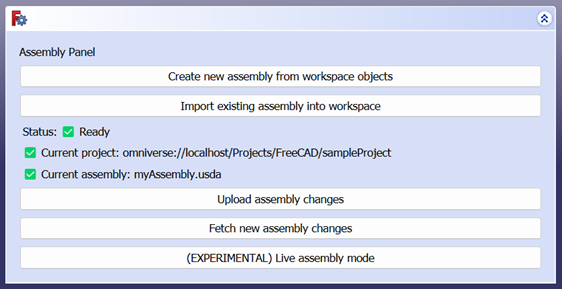 Assembly Panel
Create new assembly from workspace objects
Import existing assembly into workspace
Status: Ready
Current project: omniverse://localhost/Projects/FreeCAD/sampleProject
Current assembly: myAssembly.usda
Upload assembly changes
Fetch new assembly changes
(EXPERIMENTAL) Live assembly mode